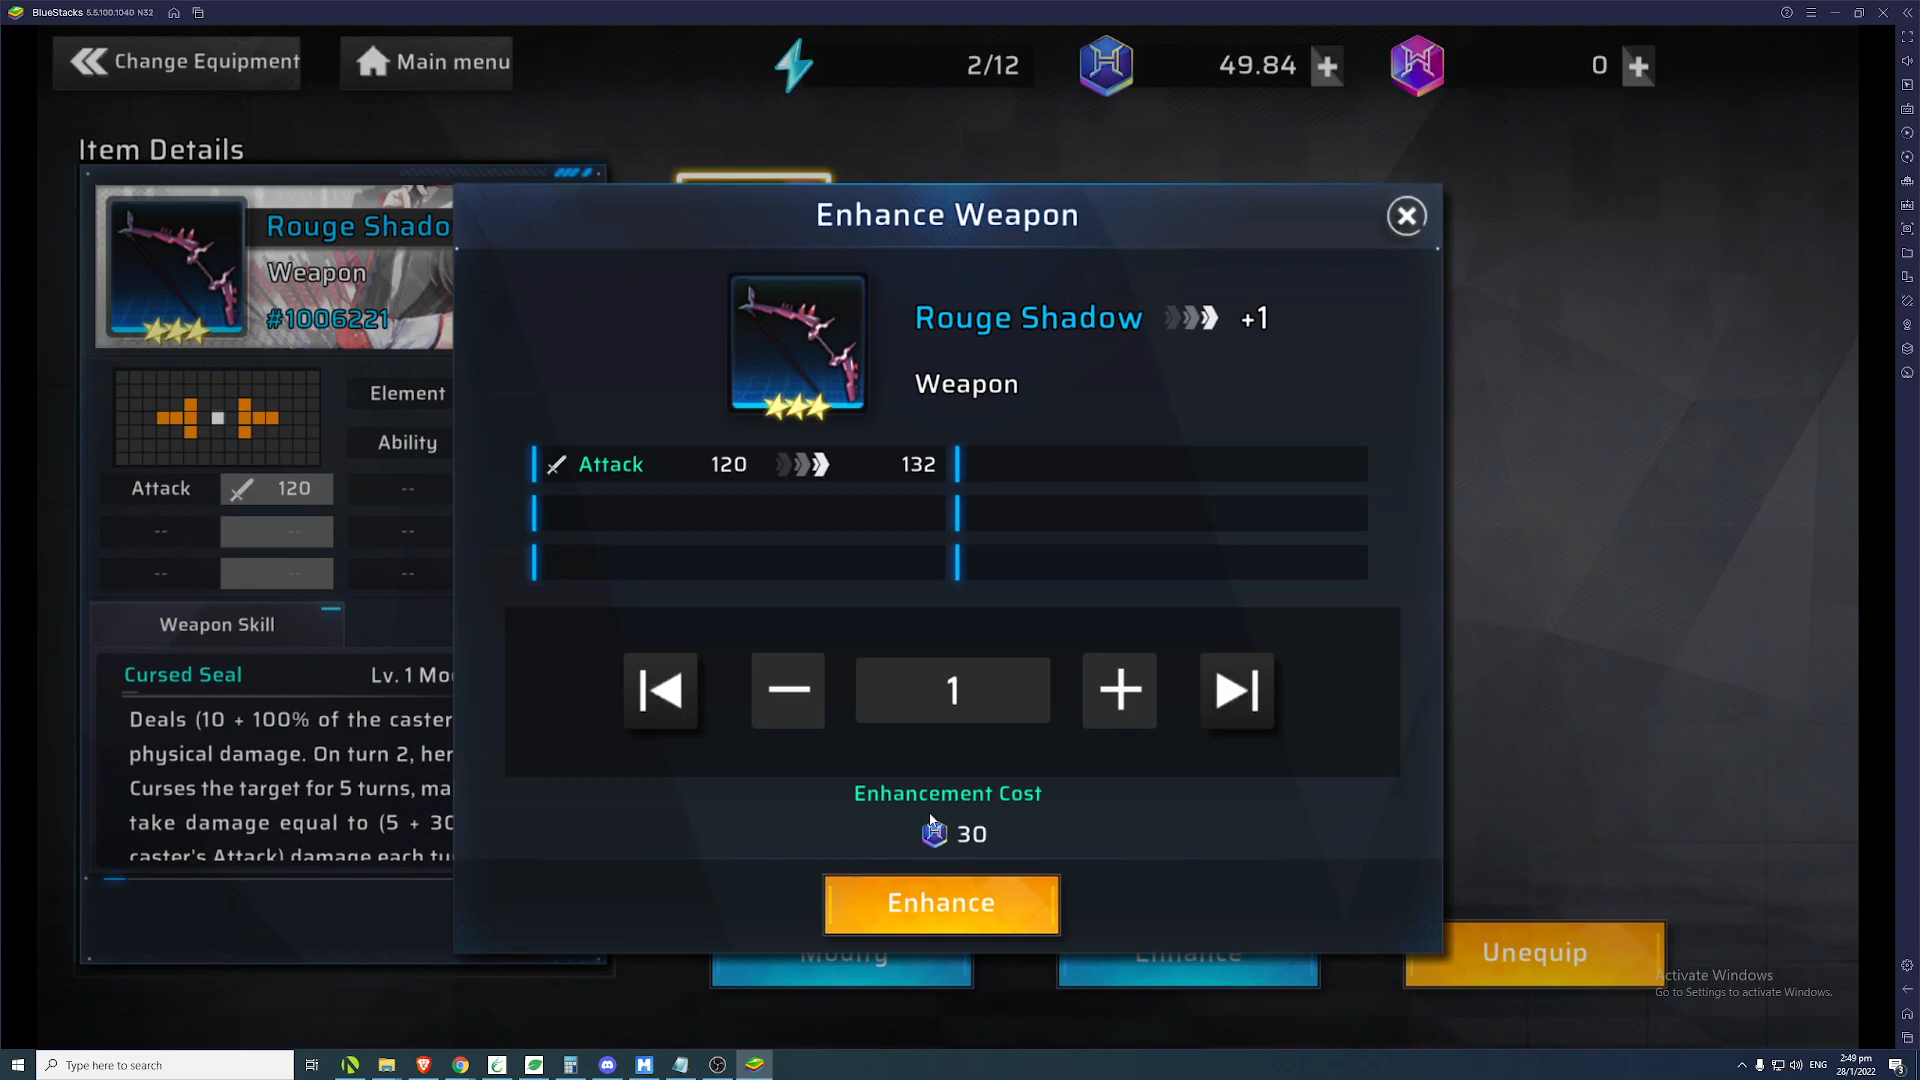 BlueStacks 5.5.100.1040 N32
Change Equipment
Main menu
2/12
49.84
0
Item Details
Rouge Shado
Weapon
#1006221
Element
Ability
Attack 120 --
-- -- --
-- -- --
Weapon Skill
Cursed Seal Lv. 1 Mo
Deals (10 + 100% of the caster
physical damage. On turn 2, her
Curses the target for 5 turns, ma
take damage equal to (5 + 30
caster's Attack) damage each tu
Enhance Weapon
Rouge Shadow +1
Weapon
Attack 120 132
1
Enhancement Cost
30
Enhance
Modify
Enhance
Unequip
Activate Windows
Go to Settings to activate Windows.
Type here to search
ENG
2:49 pm
28/1/2022
3